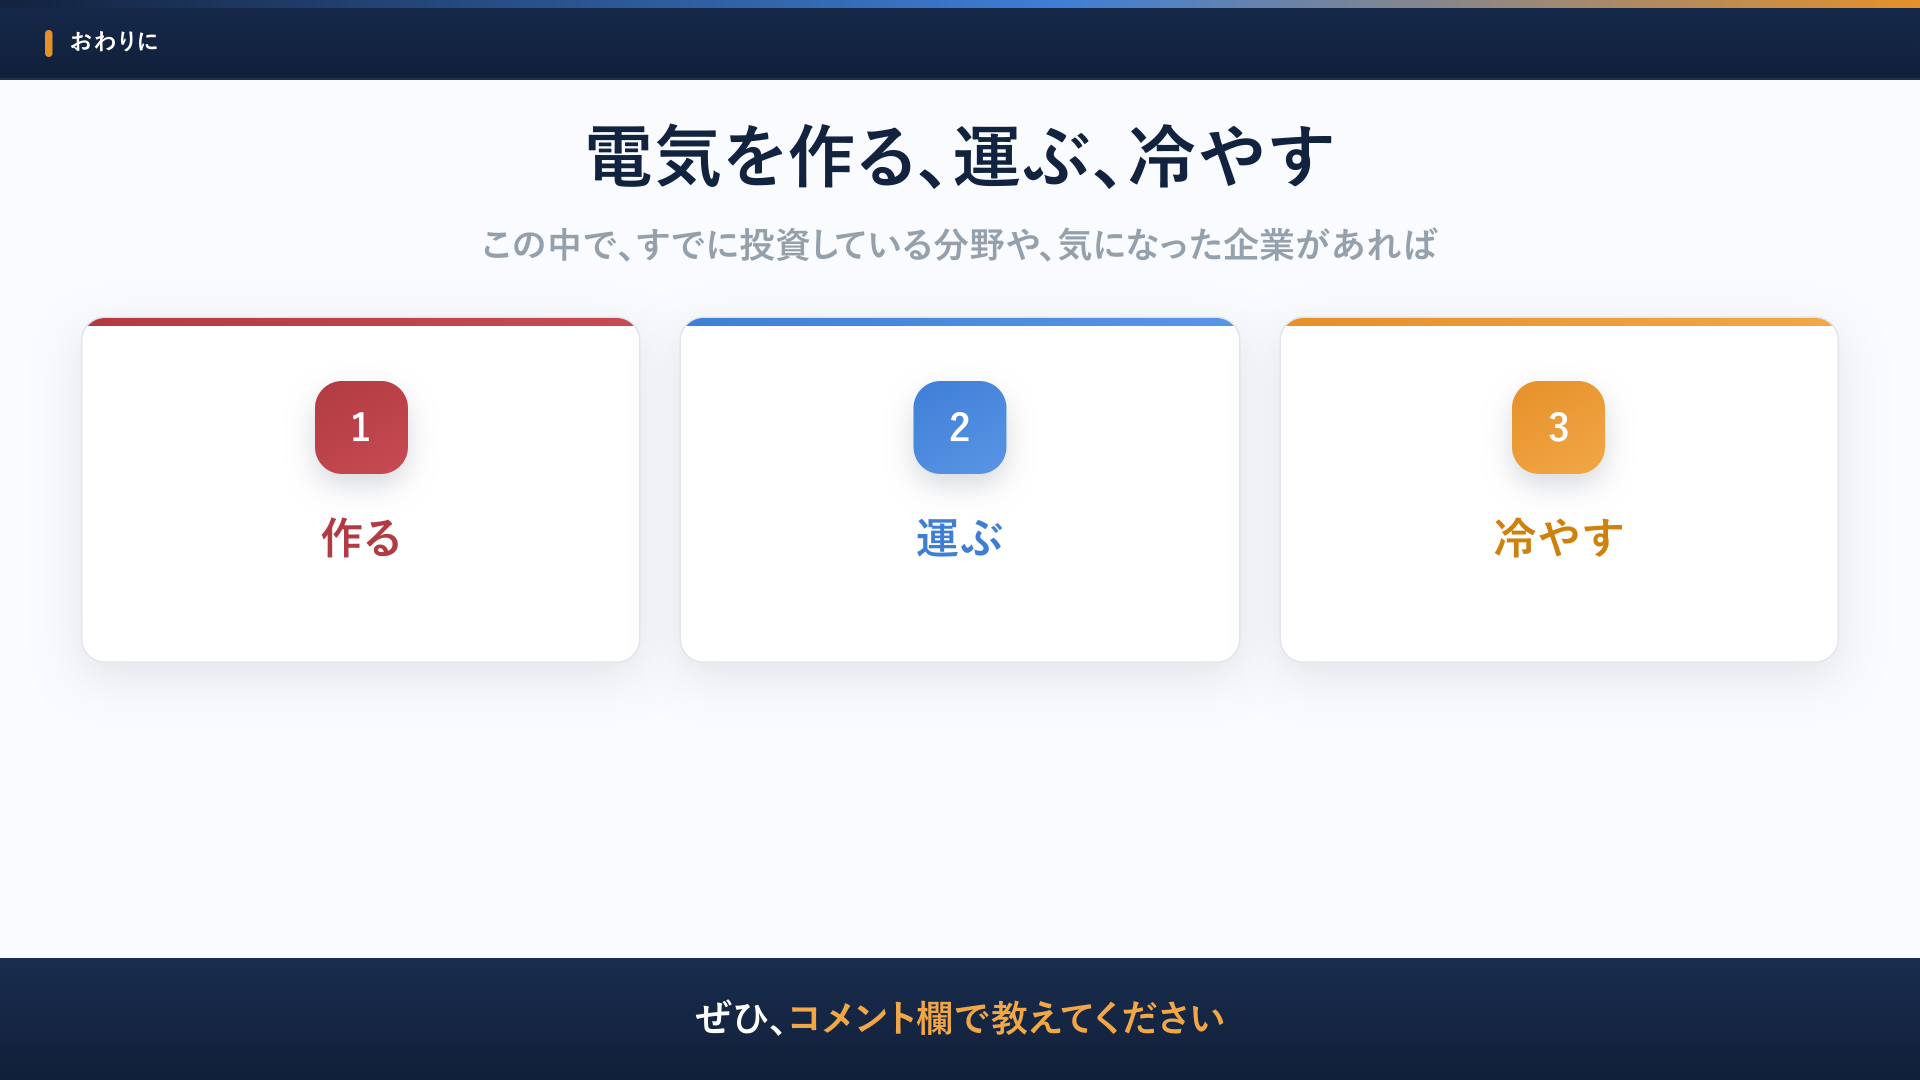 おわりに
電気を作る、運ぶ、冷やす
この中で、すでに投資している分野や、気になった企業があれば
1
作る
2
運ぶ
3
冷やす
ぜひ、コメント欄で教えてください